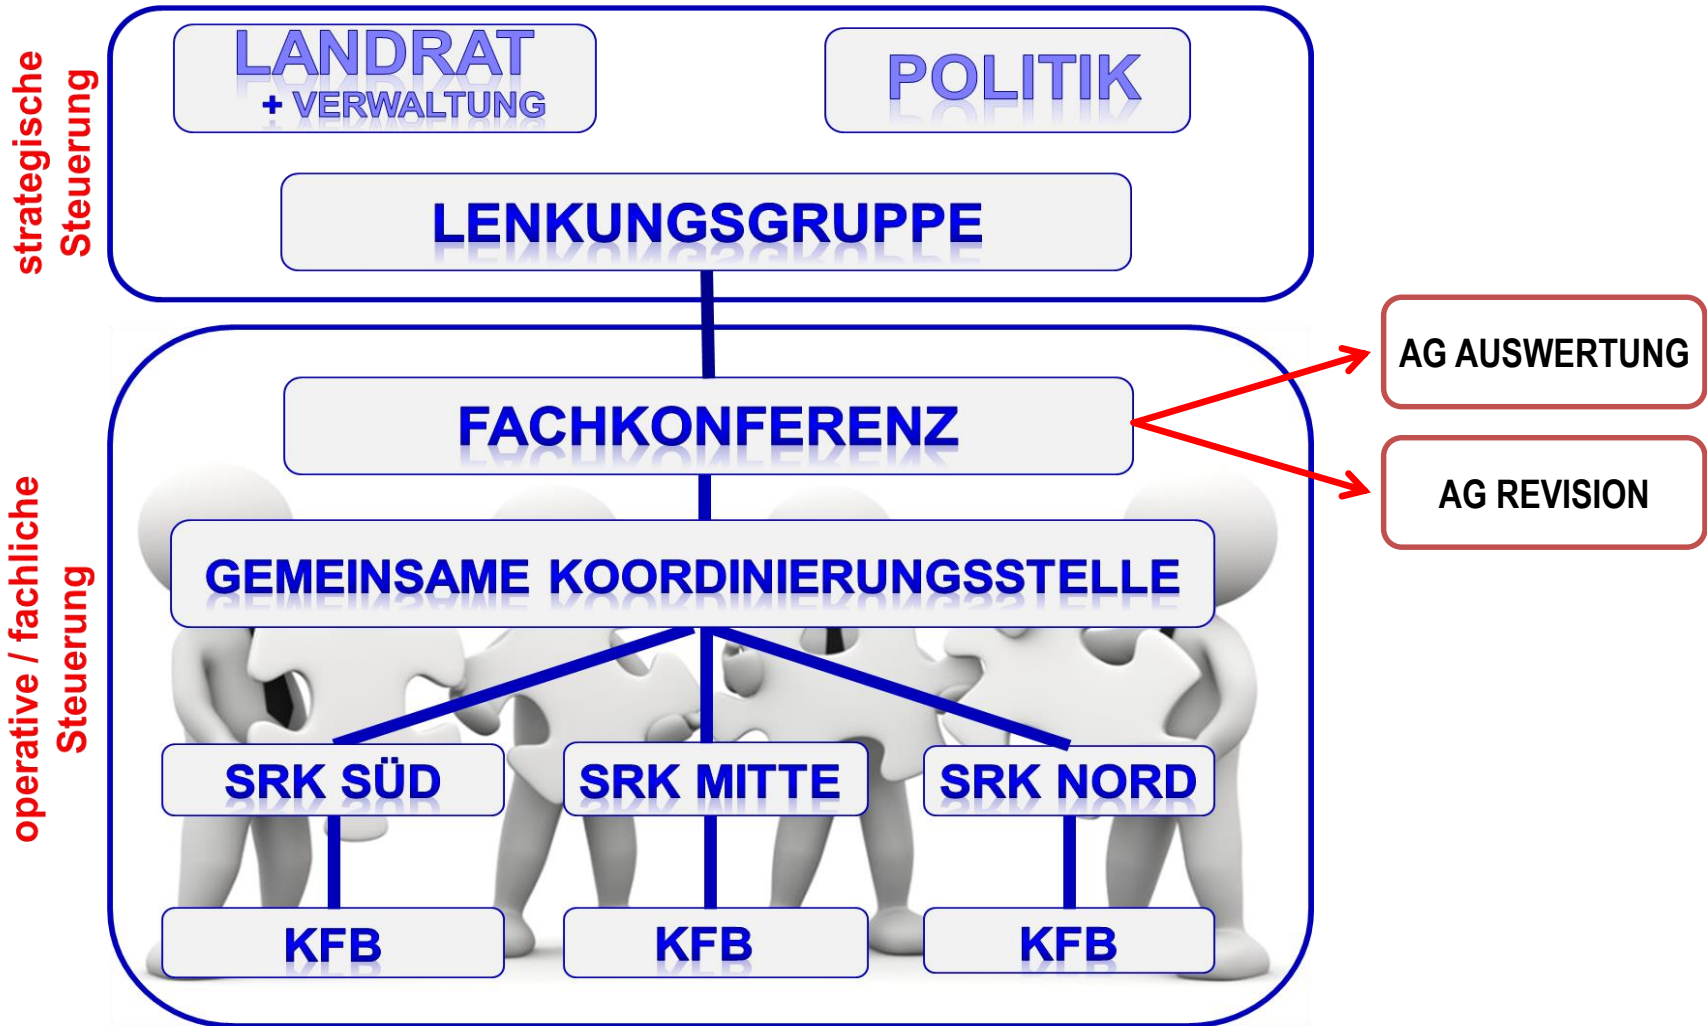 strategische
Steuerung
LANDRAT
+ VERWALTUNG
POLITIK
LENKUNGSGRUPPE
operative / fachliche
Steuerung
FACHKONFERENZ
AG AUSWERTUNG
AG REVISION
GEMEINSAME KOORDINIERUNGSSTELLE
SRK SÜD
SRK MITTE
SRK NORD
KFB
KFB
KFB